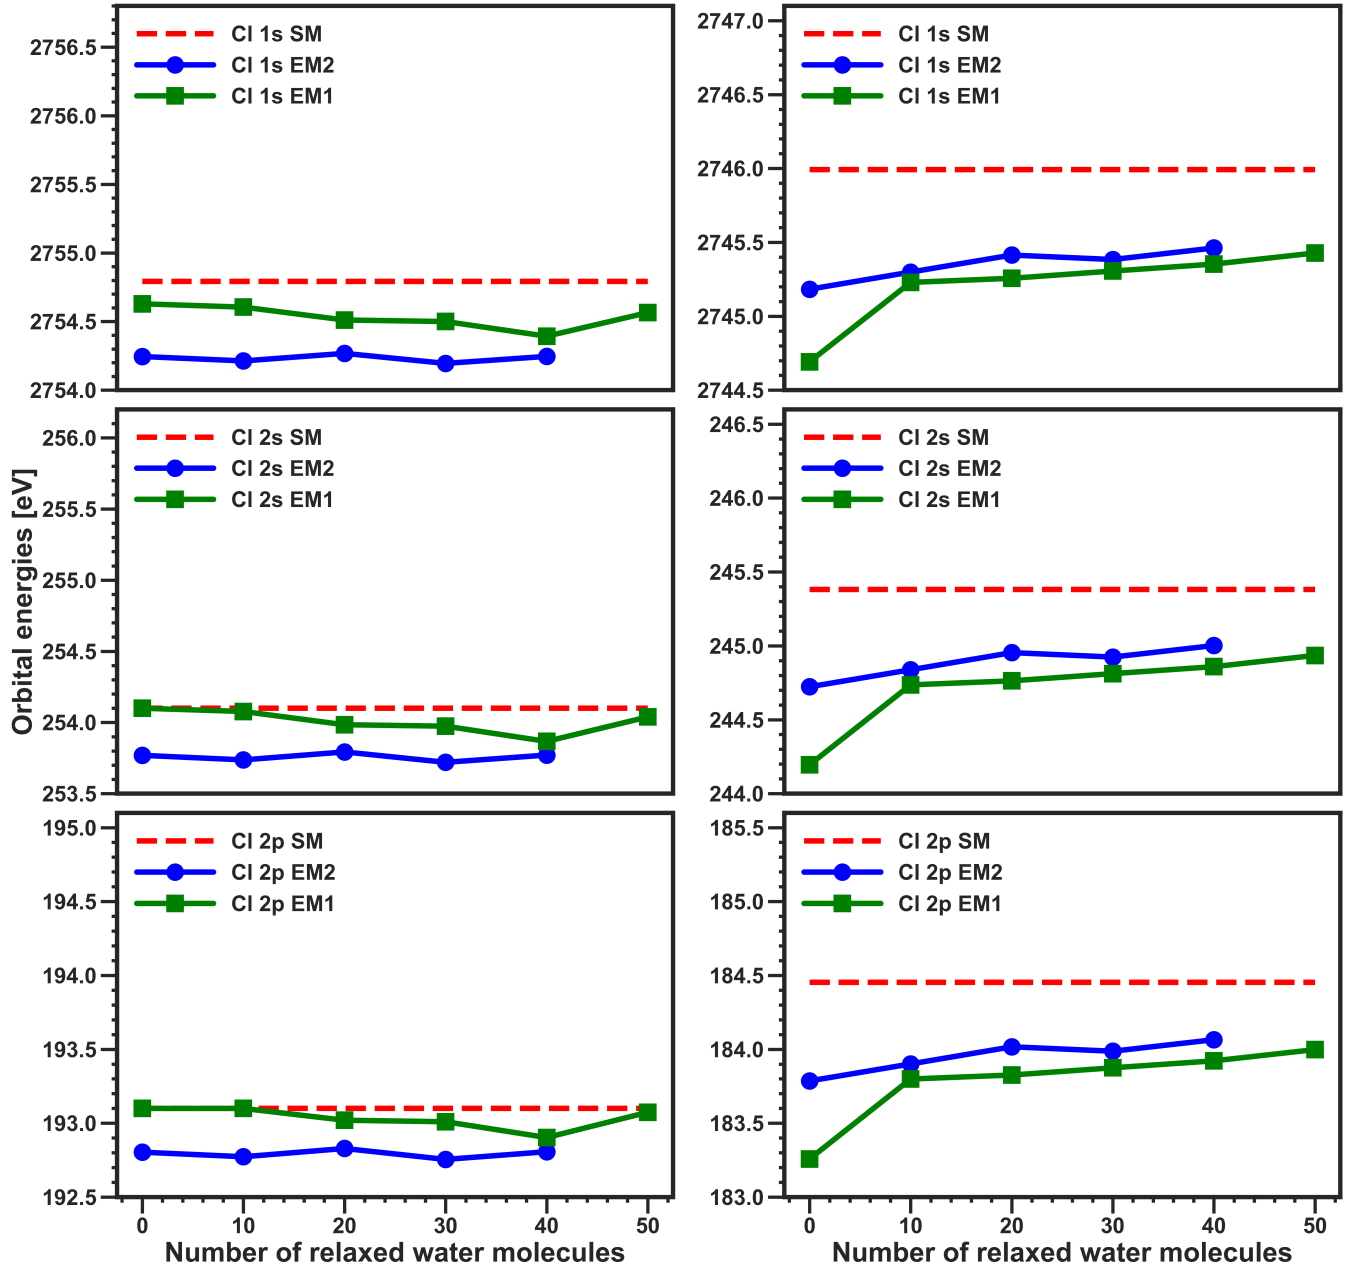 2756.5
2756.0
2755.5
2755.0
2754.5
2754.0
Cl 1s SM
Cl 1s EM2
Cl 1s EM1
2747.0
2746.5
2746.0
2745.5
2745.0
2744.5
Cl 1s SM
Cl 1s EM2
Cl 1s EM1
Orbital energies [eV]
256.0
255.5
255.0
254.5
254.0
253.5
Cl 2s SM
Cl 2s EM2
Cl 2s EM1
246.5
246.0
245.5
245.0
244.5
244.0
Cl 2s SM
Cl 2s EM2
Cl 2s EM1
195.0
194.5
194.0
193.5
193.0
192.5
Cl 2p SM
Cl 2p EM2
Cl 2p EM1
0 10 20 30 40 50
Number of relaxed water molecules
185.5
185.0
184.5
184.0
183.5
183.0
Cl 2p SM
Cl 2p EM2
Cl 2p EM1
0 10 20 30 40 50
Number of relaxed water molecules